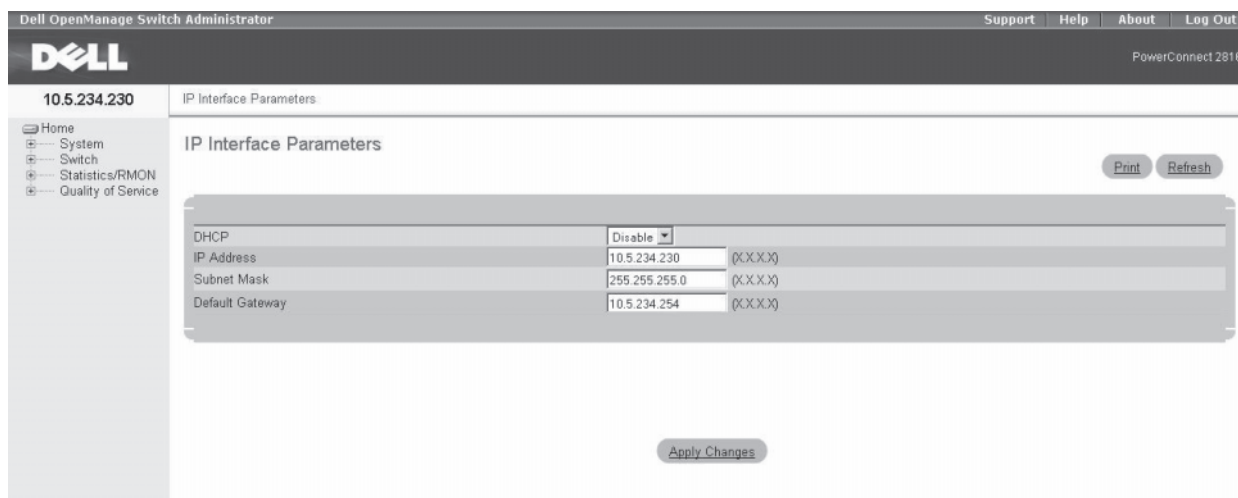 Dell OpenManage Switch Administrator
Support Help About Log Out
DELL
PowerConnect 281
10.5.234.230
IP Interface Parameters
Home
System
Switch
Statistics/RMON
Quality of Service
IP Interface Parameters
Print Refresh
DHCP Disable
IP Address 10.5.234.230 (X.X.X.X)
Subnet Mask 255.255.255.0 (X.X.X.X)
Default Gateway 10.5.234.254 (X.X.X.X)
Apply Changes